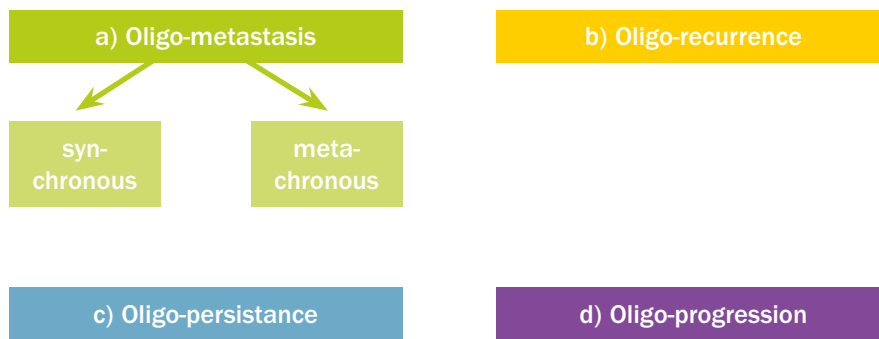 a) Oligo-metastasis
b) Oligo-recurrence
syn-
chronous
meta-
chronous
c) Oligo-persistance
d) Oligo-progression